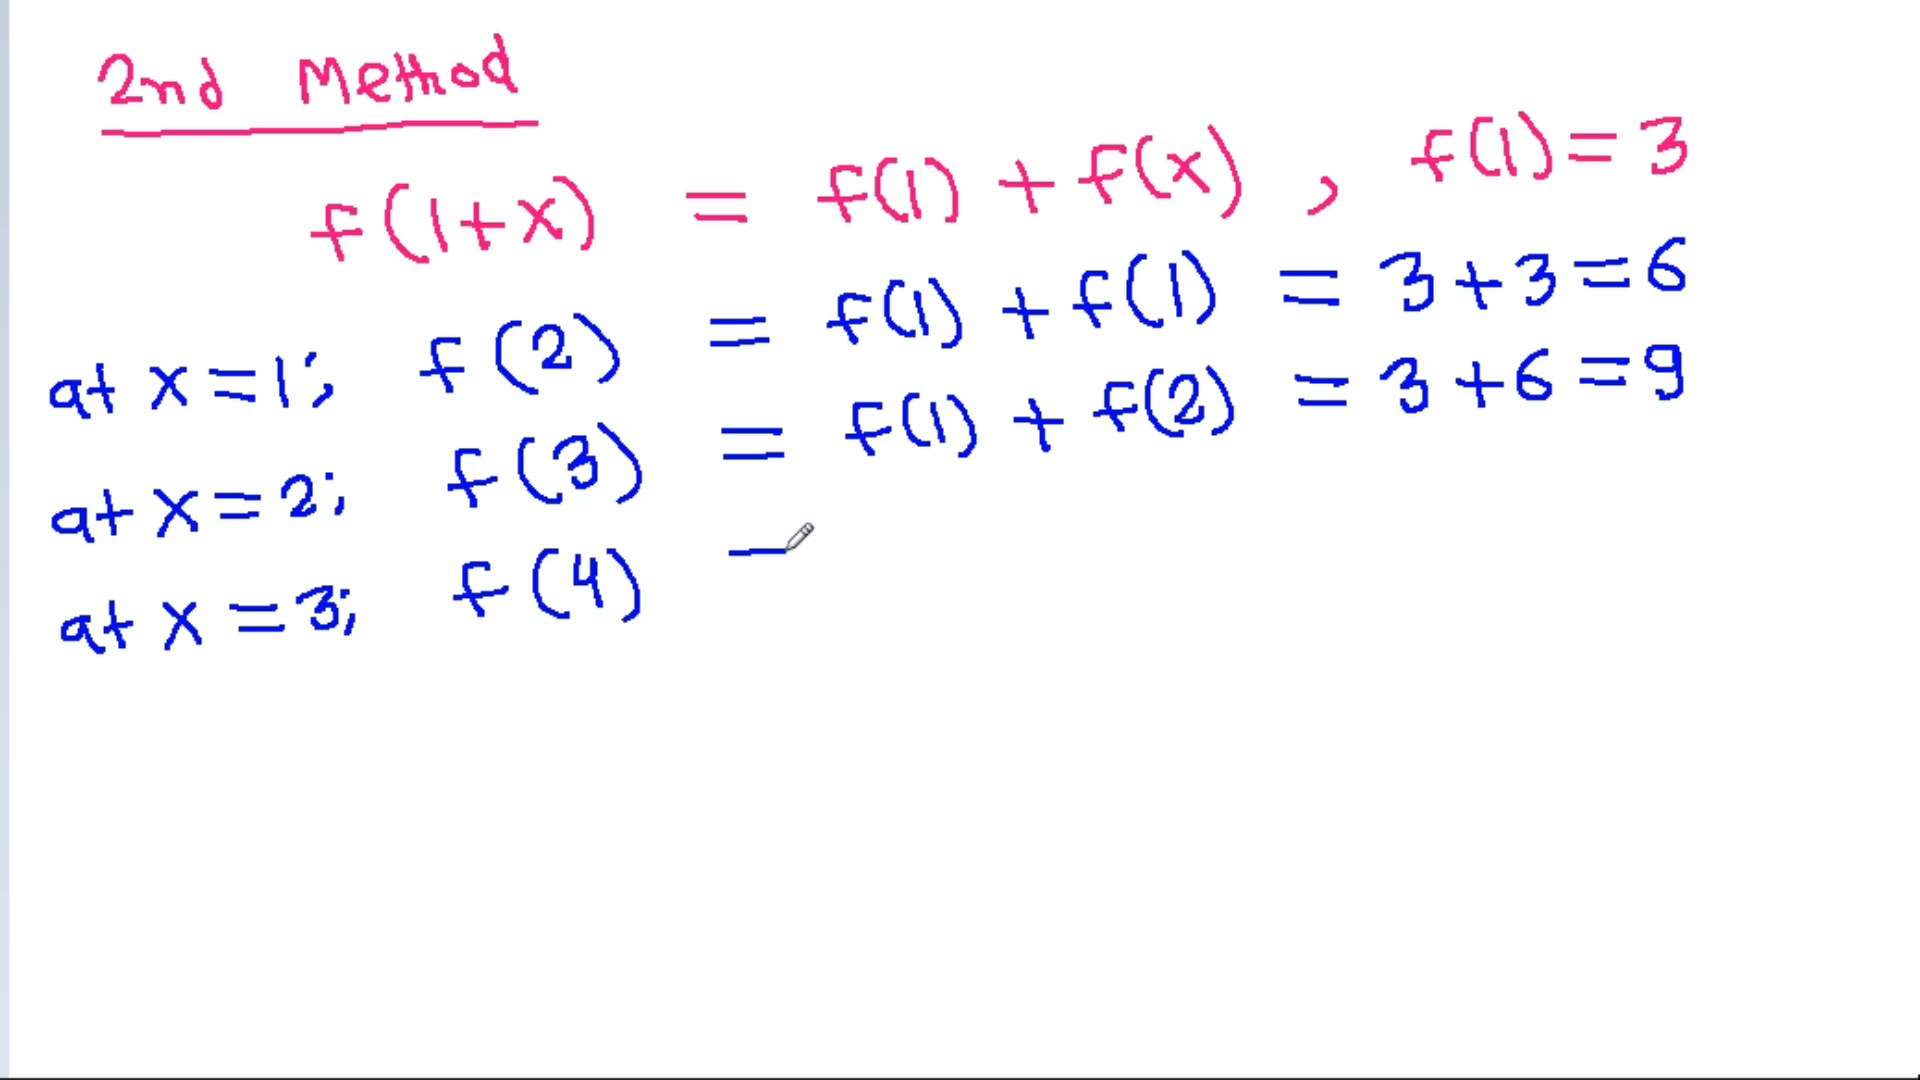 2nd Method
f(1+x) = f(1) + f(x) , f(1) = 3
at x=1; f(2) = f(1) + f(1) = 3+3=6
at x=2; f(3) = f(1) + f(2) = 3+6=9
at x=3; f(4) —